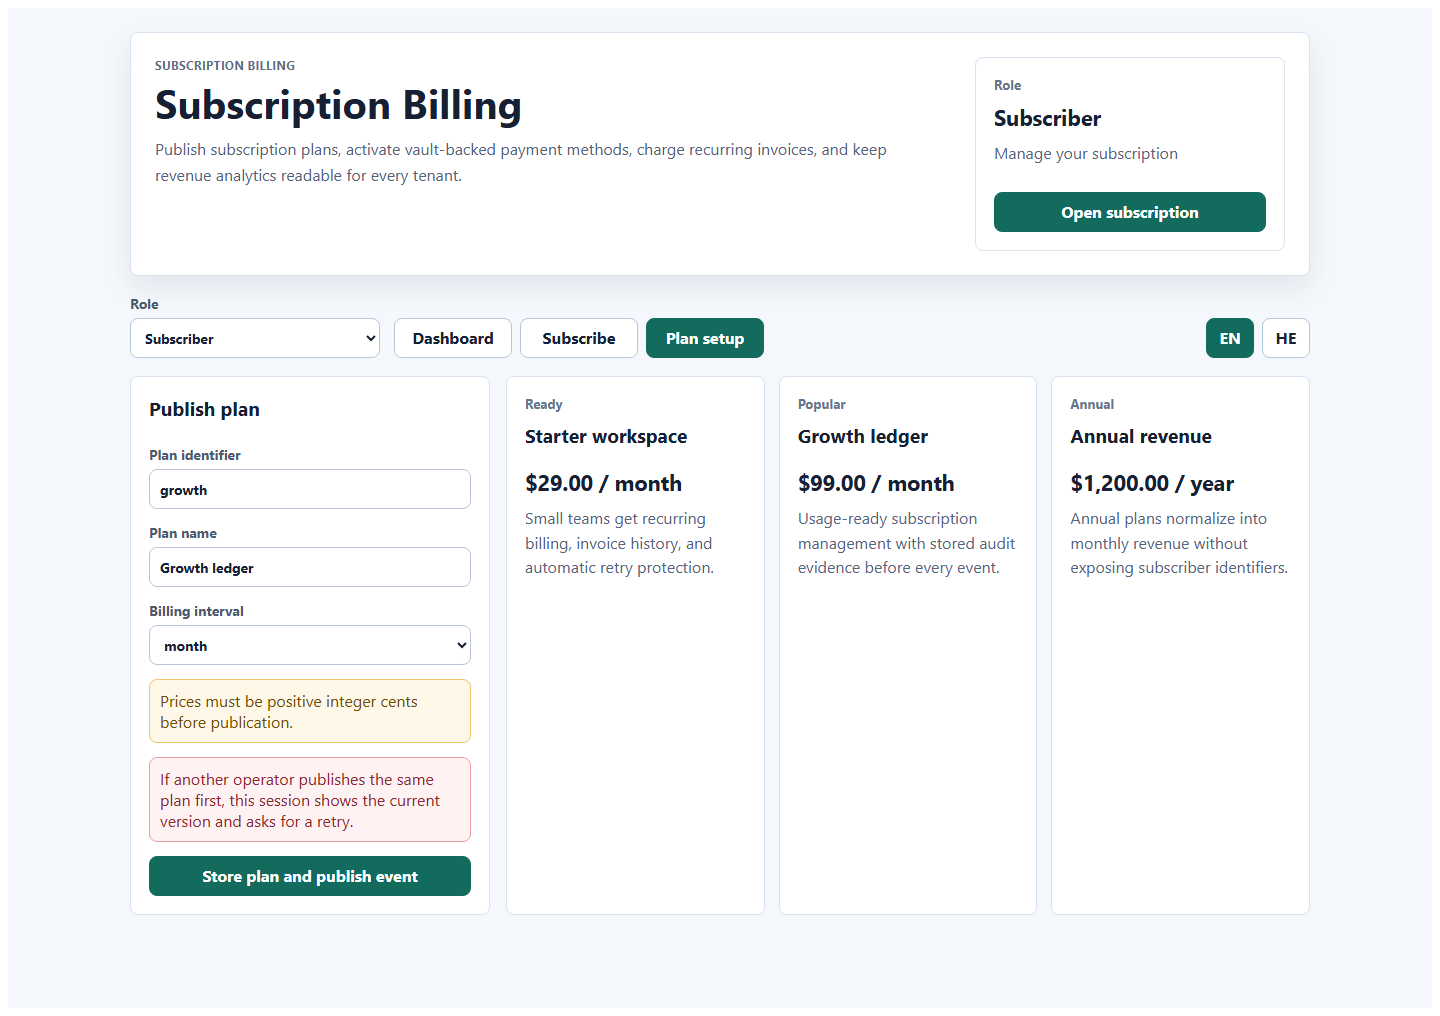 SUBSCRIPTION BILLING
Subscription Billing
Publish subscription plans, activate vault-backed payment methods, charge recurring invoices, and keep
revenue analytics readable for every tenant.
Role
Subscriber
Manage your subscription
Open subscription
Role
Subscriber
Dashboard
Subscribe
Plan setup
EN
HE
Publish plan
Plan identifier
growth
Plan name
Growth ledger
Billing interval
month
Prices must be positive integer cents
before publication.
If another operator publishes the same
plan first, this session shows the current
version and asks for a retry.
Store plan and publish event
Ready
Starter workspace
$29.00 / month
Small teams get recurring
billing, invoice history, and
automatic retry protection.
Popular
Growth ledger
$99.00 / month
Usage-ready subscription
management with stored audit
evidence before every event.
Annual
Annual revenue
$1,200.00 / year
Annual plans normalize into
monthly revenue without
exposing subscriber identifiers.